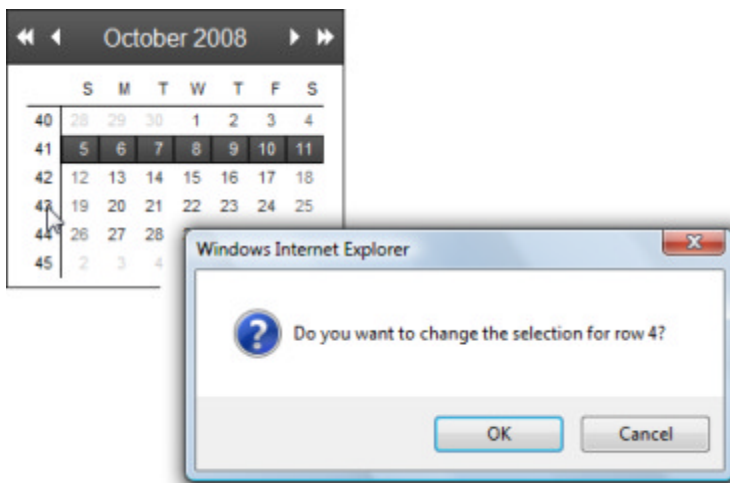 October 2008
S M T W T F S
40 28 29 30 1 2 3 4
41 5 6 7 8 9 10 11
42 12 13 14 15 16 17 18
43 19 20 21 22 23 24 25
44 26 27 28
45 2 3 4
Windows Internet Explorer
Do you want to change the selection for row 4?
OK Cancel